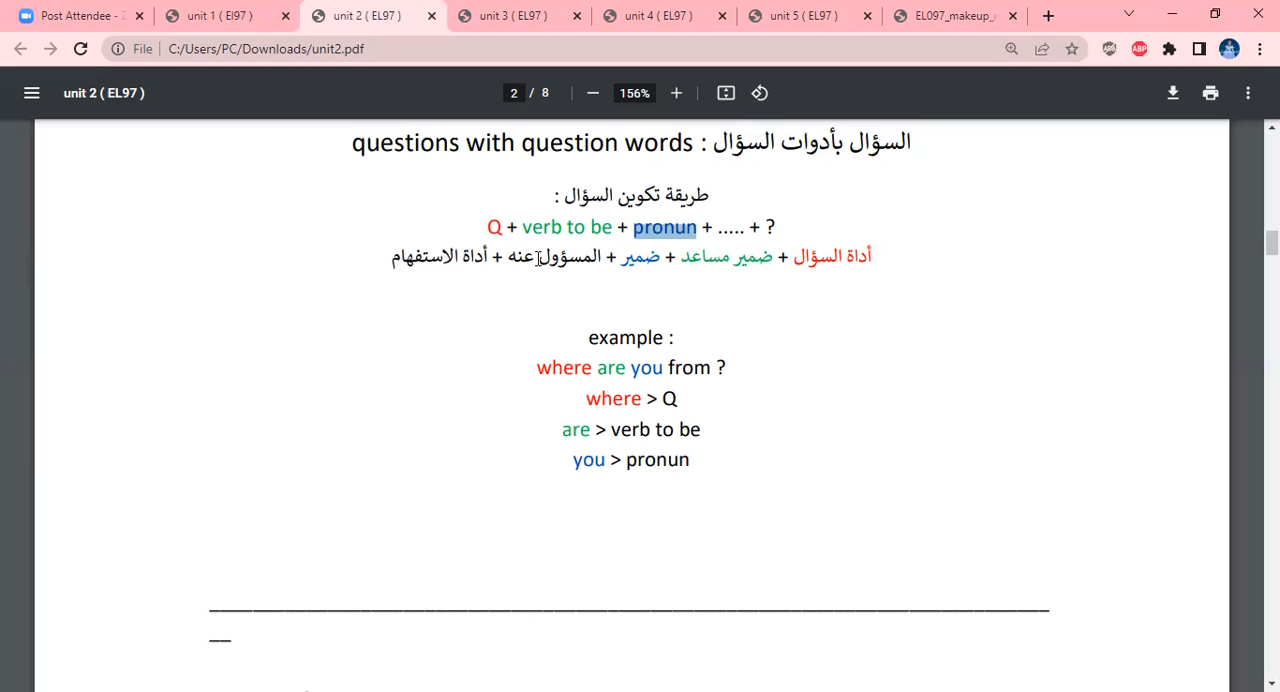 Post Attendee - Z
unit 1 ( El97)
unit 2 ( EL97 )
unit 3 ( EL97 )
unit 4 ( EL97 )
unit 5 ( EL97 )
EL097_makeup_
File C:/Users/PC/Downloads/unit2.pdf
unit 2 ( EL97 )
2 / 8
156%
questions with question words : السؤال بأدوات السؤال
طريقة تكوين السؤال :
Q + verb to be + pronun + ..... + ?
أداة السؤال + ضمير مساعد + ضمير + المسؤول عنه + أداة الاستفهام
example :
where are you from ?
where > Q
are > verb to be
you > pronun